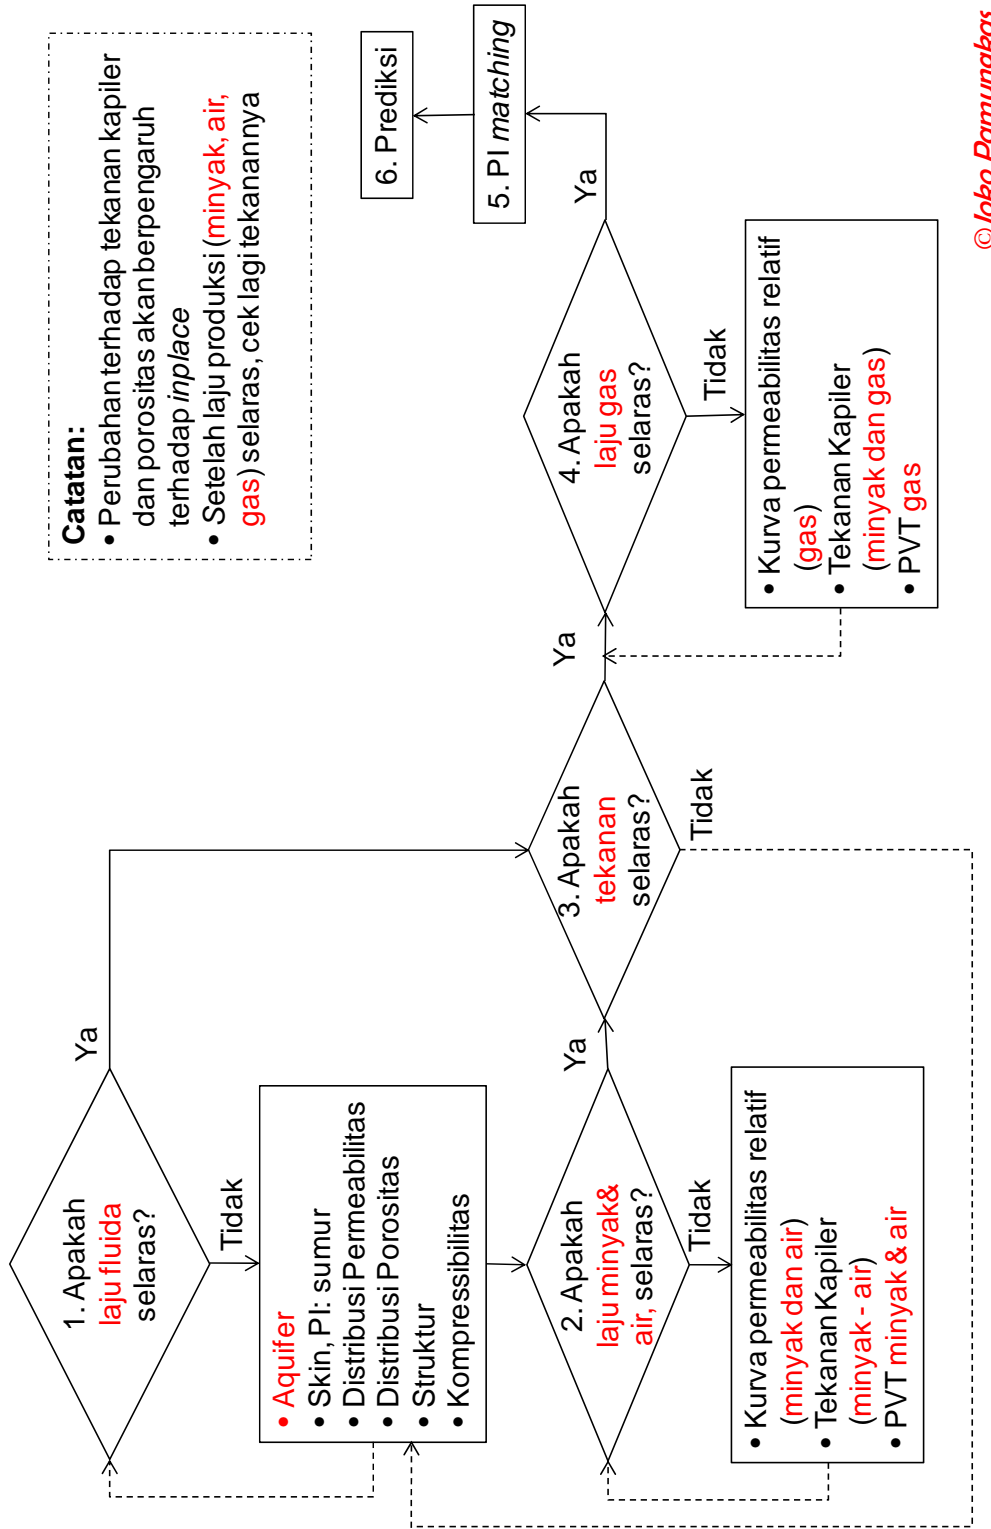 1. Apakah
laju fluida
selaras?
Ya
Tidak
• Aquifer
• Skin, PI: sumur
• Distribusi Permeabilitas
• Distribusi Porositas
• Struktur
• Kompressibilitas
2. Apakah
laju minyak&
air, selaras?
Ya
Tidak
• Kurva permeabilitas relatif
(minyak dan air)
• Tekanan Kapiler
(minyak - air)
• PVT minyak & air
3. Apakah
tekanan
selaras?
Ya
Tidak
4. Apakah
laju gas
selaras?
Ya
Tidak
• Kurva permeabilitas relatif
(gas)
• Tekanan Kapiler
(minyak dan gas)
• PVT gas
5. PI matching
6. Prediksi
Catatan:
• Perubahan terhadap tekanan kapiler
dan porositas akan berpengaruh
terhadap inplace
• Setelah laju produksi (minyak, air,
gas) selaras, cek lagi tekanannya
©Joko Pamungkas